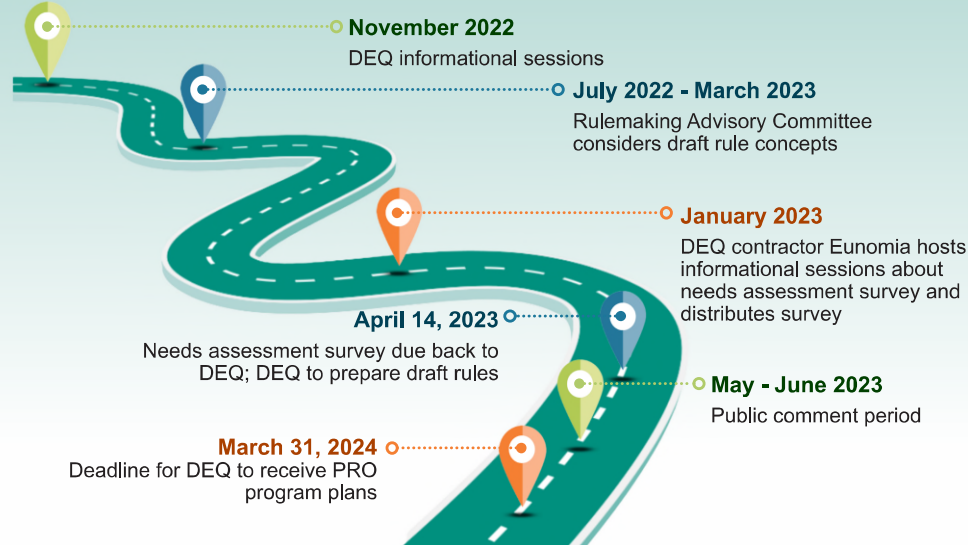 November 2022
DEQ informational sessions
July 2022 - March 2023
Rulemaking Advisory Committee
considers draft rule concepts
January 2023
DEQ contractor Eunomia hosts
informational sessions about
needs assessment survey and
distributes survey
April 14, 2023
Needs assessment survey due back to
DEQ; DEQ to prepare draft rules
May - June 2023
Public comment period
March 31, 2024
Deadline for DEQ to receive PRO
program plans